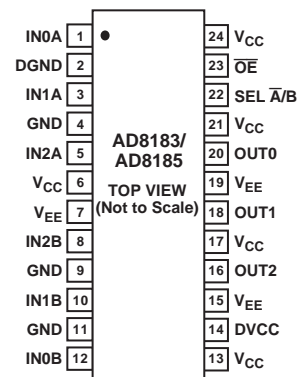 IN0A 1 24 VCC
DGND 2 23 OE
IN1A 3 22 SEL A/B
GND 4 21 VCC
IN2A 5 20 OUT0
VCC 6 19 VEE
VEE 7 18 OUT1
IN2B 8 17 VCC
GND 9 16 OUT2
IN1B 10 15 VEE
GND 11 14 DVCC
IN0B 12 13 VCC
AD8183/
AD8185
TOP VIEW
(Not to Scale)